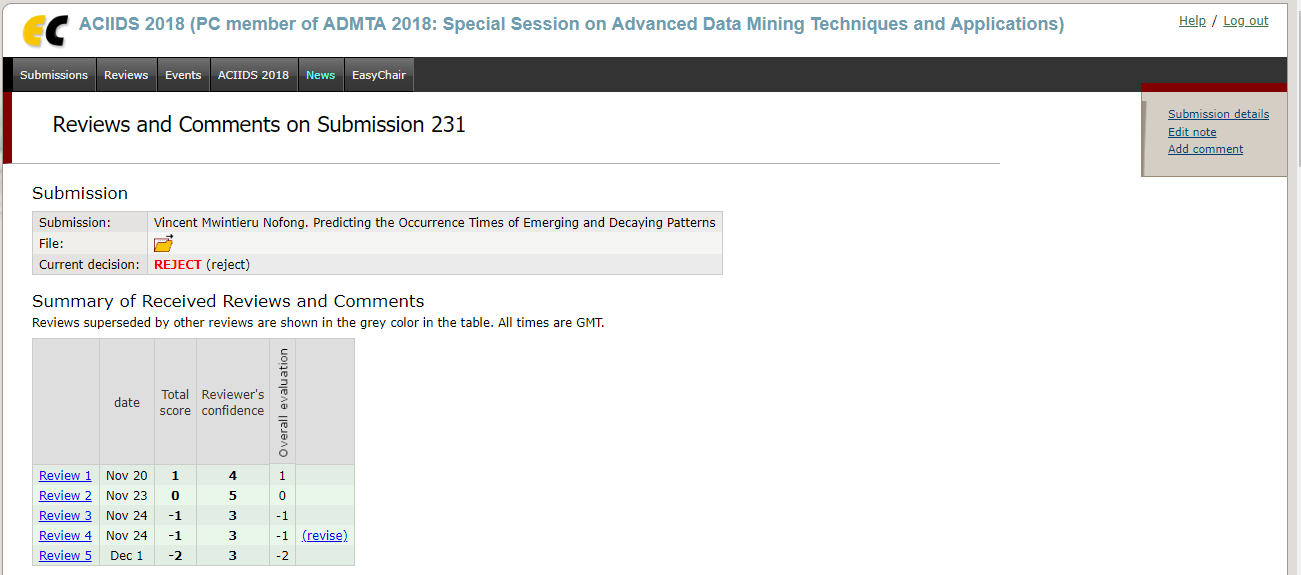 EC ACIIDS 2018 (PC member of ADMTA 2018: Special Session on Advanced Data Mining Techniques and Applications)
Help / Log out
Submissions Reviews Events ACIIDS 2018 News EasyChair
Reviews and Comments on Submission 231
Submission details
Edit note
Add comment
Submission
Submission: Vincent Mwintieru Nofong. Predicting the Occurrence Times of Emerging and Decaying Patterns
File:
Current decision: REJECT (reject)
Summary of Received Reviews and Comments
Reviews superseded by other reviews are shown in the grey color in the table. All times are GMT.
date Total score Reviewer's confidence Overall evaluation
Review 1 Nov 20 1 4 1
Review 2 Nov 23 0 5 0
Review 3 Nov 24 -1 3 -1
Review 4 Nov 24 -1 3 -1 (revise)
Review 5 Dec 1 -2 3 -2